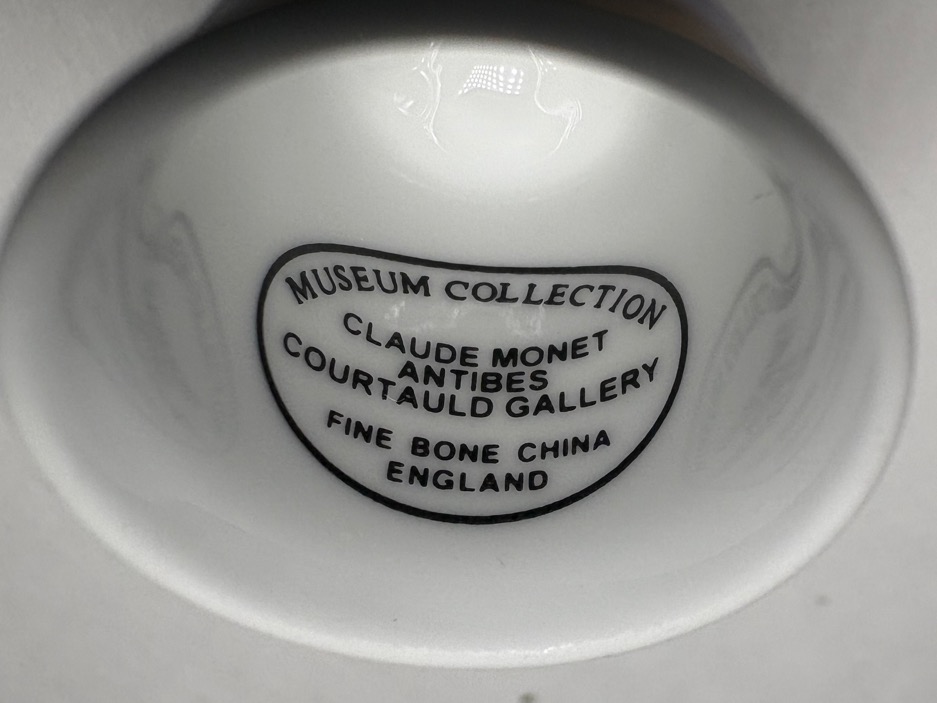 MUSEUM COLLECTION
CLAUDE MONET
ANTIBES
COURTAULD GALLERY
FINE BONE CHINA
ENGLAND